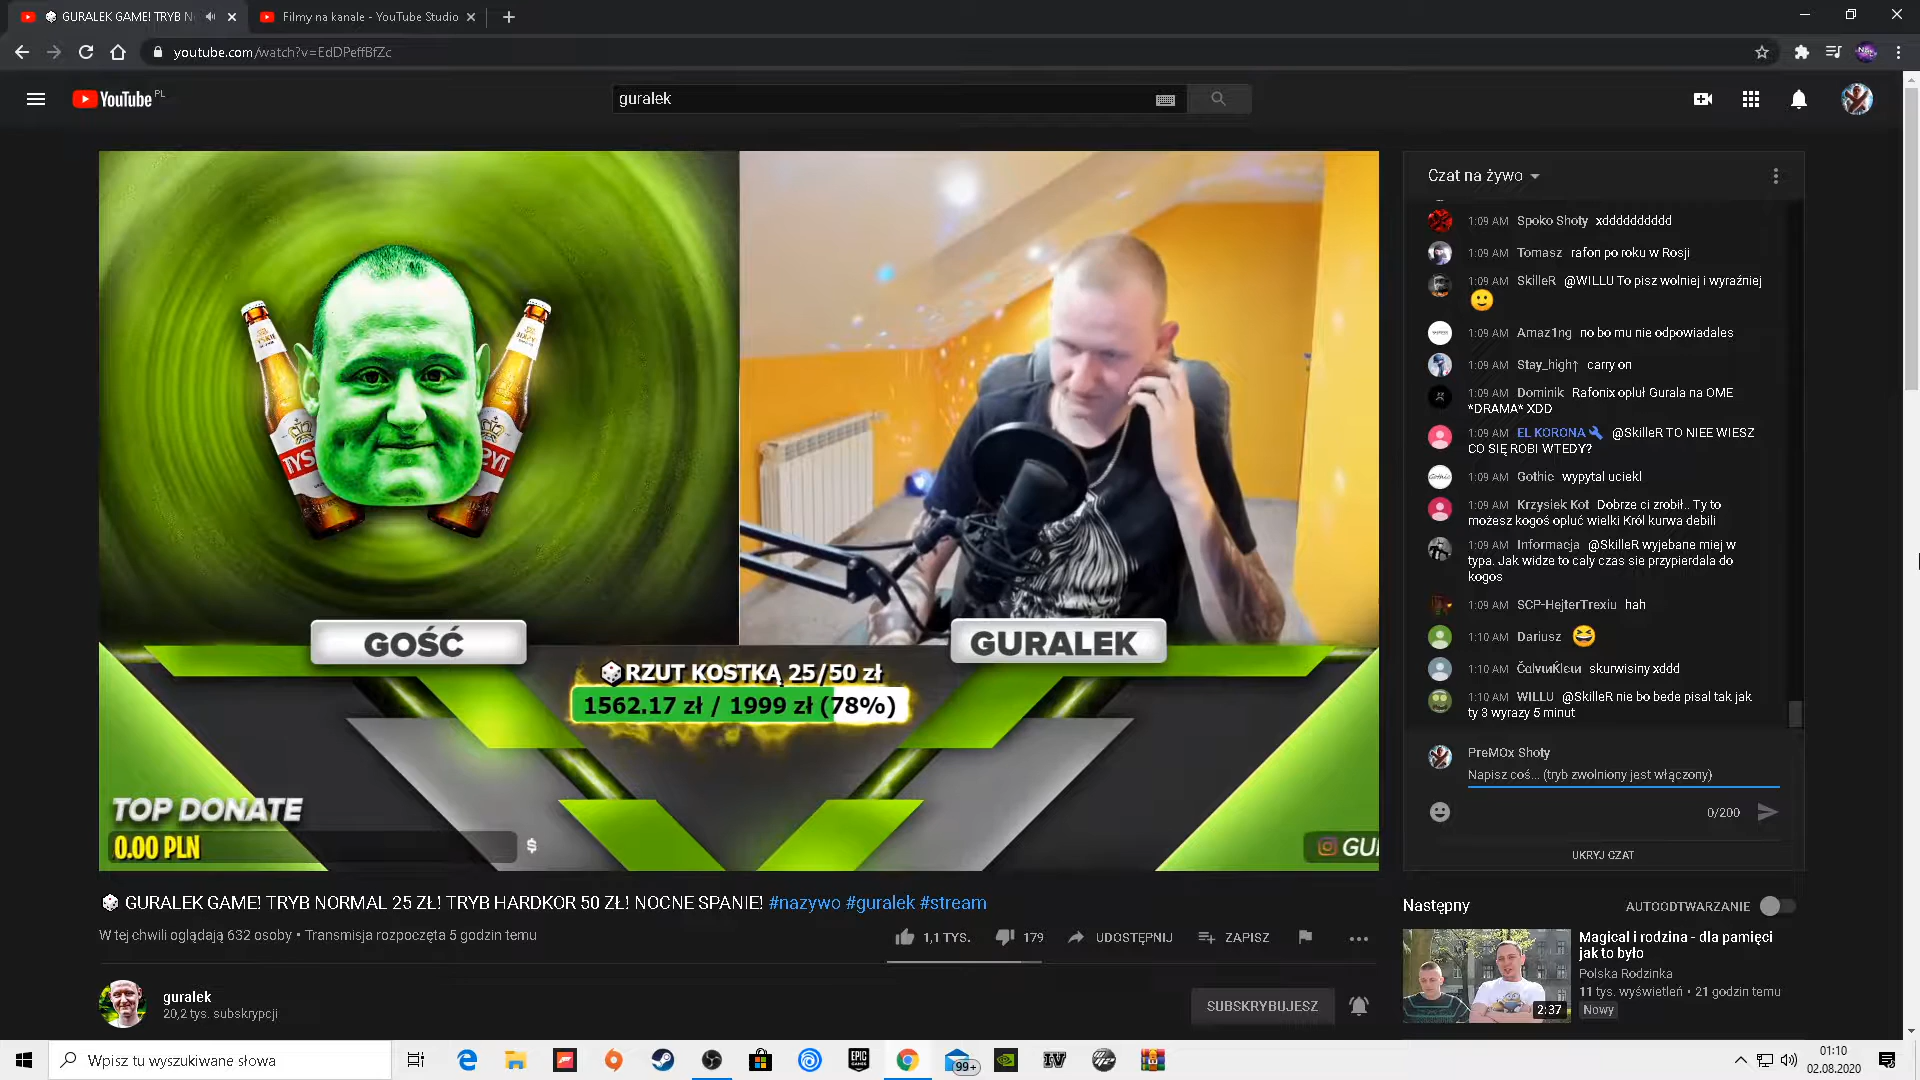 GURALEK GAME! TRYB N
Filmy na kanale - YouTube Studio
youtube.com/watch?v=EdDPeffBfZc
YouTube PL
guralek
GOŚĆ
GURALEK
RZUT KOSTKĄ 25/50 zł
1562.17 zł / 1999 zł (78%)
TOP DONATE
0.00 PLN
$
GU
Czat na żywo
1:09 AM Spoko Shoty xdddddddddd
1:09 AM Tomasz rafon po roku w Rosji
1:09 AM SkilleR @WILLU To pisz wolniej i wyraźniej
1:09 AM Amaz1ng no bo mu nie odpowiadales
1:09 AM Stay_high↑ carry on
1:09 AM Dominik Rafonix opluł Gurala na OME
*DRAMA* XDD
1:09 AM EL KORONA @SkilleR TO NIEE WIESZ
CO SIĘ ROBI WTEDY?
1:09 AM Gothic wypytal uciekl
1:09 AM Krzysiek Kot Dobrze ci zrobił.. Ty to
możesz kogoś opluć wielki Król kurwa debili
1:09 AM Informacja @SkilleR wyjebane miej w
typa. Jak widze to caly czas sie przypierdala do
kogos
1:09 AM SCP-HejterTrexiu hah
1:10 AM Dariusz
1:10 AM skurwisiny xddd
1:10 AM WILLU @SkilleR nie bo bede pisal tak jak
ty 3 wyrazy 5 minut
PreMOx Shoty
Napisz coś... (tryb zwolniony jest włączony)
0/200
UKRYJ CZAT
GURALEK GAME! TRYB NORMAL 25 ZŁ! TRYB HARDKOR 50 ZŁ! NOCNE SPANIE! #nazywo #guralek #stream
W tej chwili oglądają 632 osoby • Transmisja rozpoczęta 5 godzin temu
1,1 TYS. 179 UDOSTĘPNIJ ZAPISZ
guralek
20,2 tys. subskrypcji
SUBSKRYBUJESZ
Następny
AUTOODTWARZANIE
Magical i rodzina - dla pamięci
jak to było
Polska Rodzinka
11 tys. wyświetleń • 21 godzin temu
Nowy
2:37
Wpisz tu wyszukiwane słowa
EPIC
GAMES
99+
IV
01:10
02.08.2020